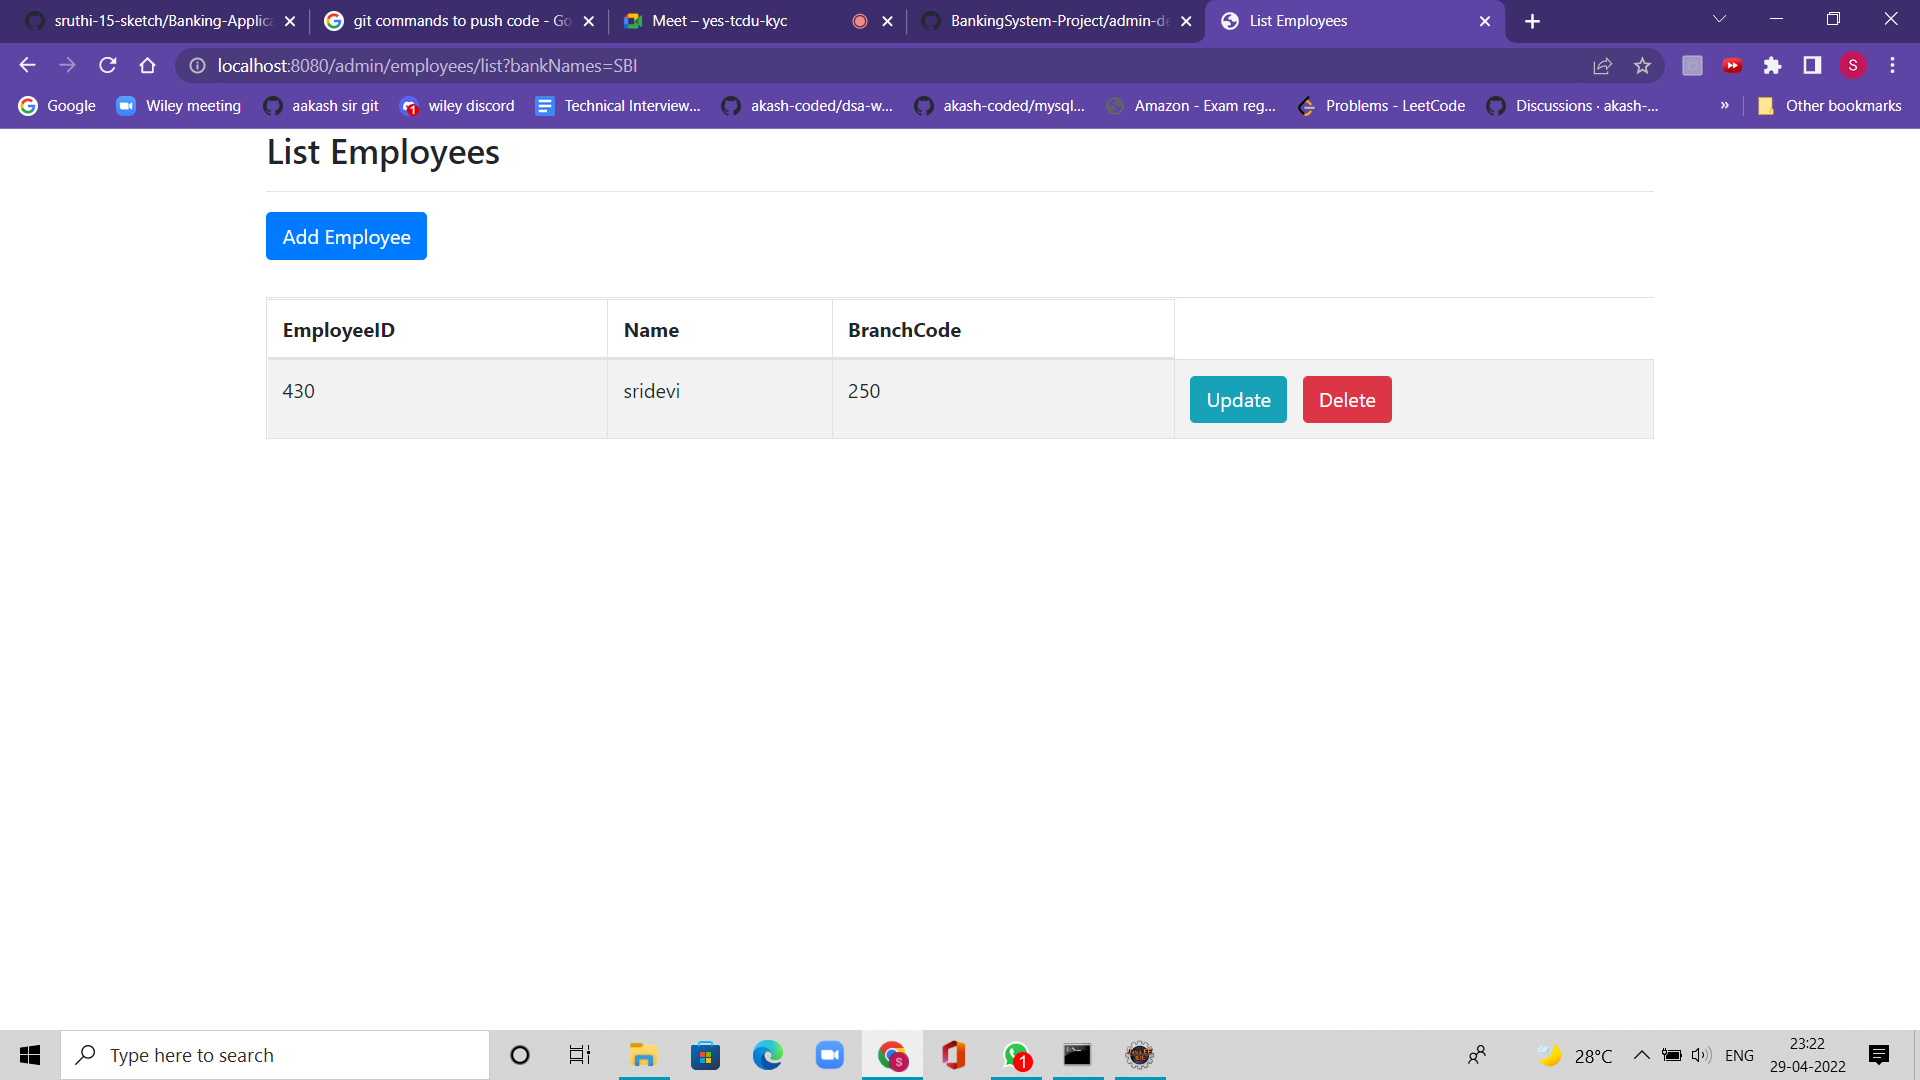 sruthi-15-sketch/Banking-Applica
git commands to push code - Go
Meet – yes-tcdu-kyc
BankingSystem-Project/admin-de
List Employees
localhost:8080/admin/employees/list?bankNames=SBI
S
Google
Wiley meeting
aakash sir git
1
wiley discord
Technical Interview...
akash-coded/dsa-w...
akash-coded/mysql...
Amazon - Exam reg...
Problems - LeetCode
Discussions · akash-...
»
Other bookmarks
List Employees
Add Employee
EmployeeID Name BranchCode
430 sridevi 250 Update Delete
Type here to search
S
1
28°C
ENG
23:22
29-04-2022